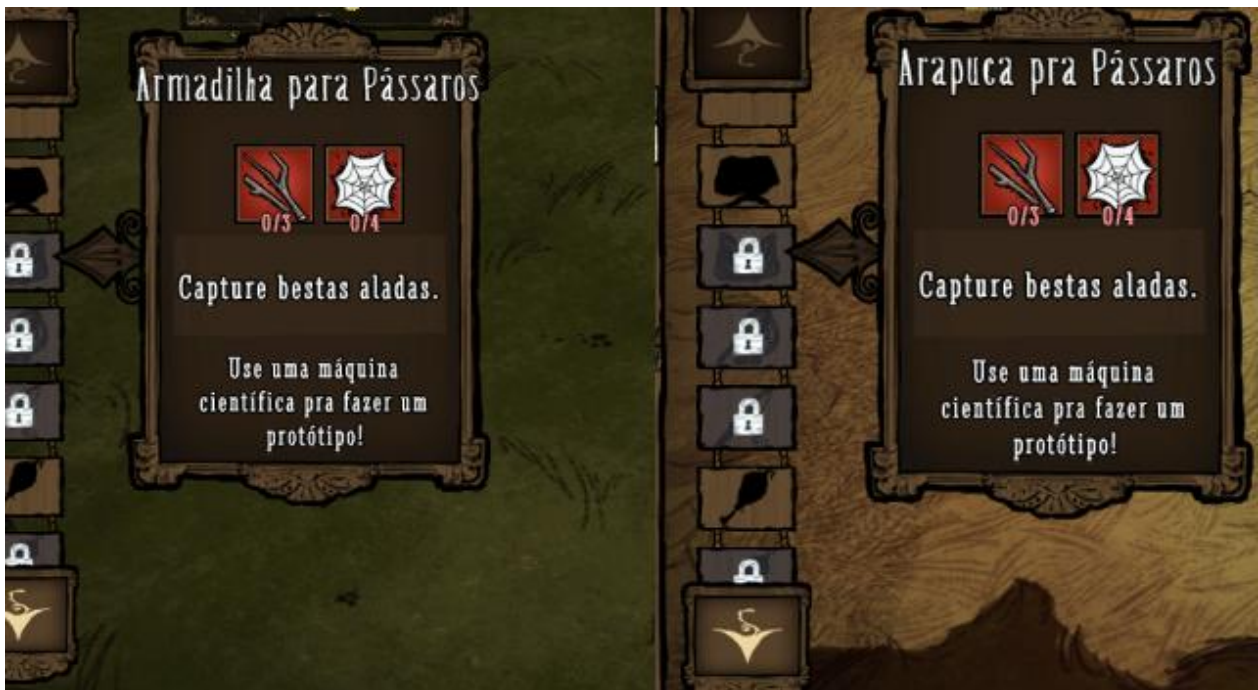 Armadilha para Pássaros
0/3 0/4
Capture bestas aladas.
Use uma máquina
científica pra fazer um
protótipo!
Arapuca pra Pássaros
0/3 0/4
Capture bestas aladas.
Use uma máquina
científica pra fazer um
protótipo!